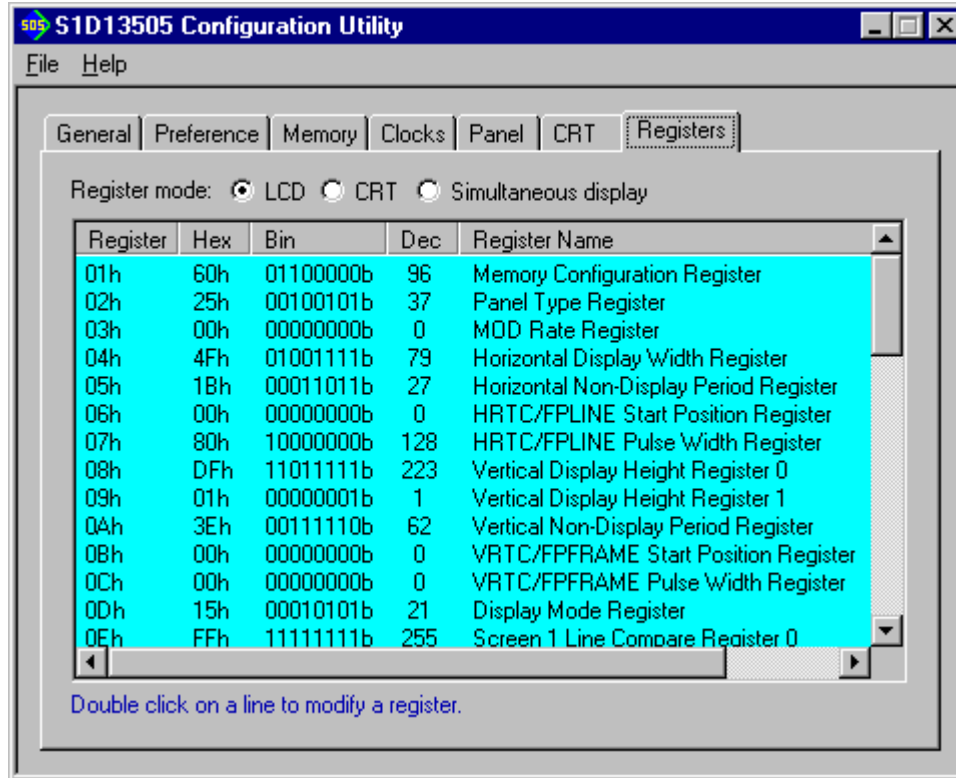 505 S1D13505 Configuration Utility
File Help
General Preference Memory Clocks Panel CRT Registers
Register mode: LCD CRT Simultaneous display
Register Hex Bin Dec Register Name
01h 60h 01100000b 96 Memory Configuration Register
02h 25h 00100101b 37 Panel Type Register
03h 00h 00000000b 0 MOD Rate Register
04h 4Fh 01001111b 79 Horizontal Display Width Register
05h 1Bh 00011011b 27 Horizontal Non-Display Period Register
06h 00h 00000000b 0 HRTC/FPLINE Start Position Register
07h 80h 10000000b 128 HRTC/FPLINE Pulse Width Register
08h DFh 11011111b 223 Vertical Display Height Register 0
09h 01h 00000001b 1 Vertical Display Height Register 1
0Ah 3Eh 00111110b 62 Vertical Non-Display Period Register
0Bh 00h 00000000b 0 VRTC/FPFRAME Start Position Register
0Ch 00h 00000000b 0 VRTC/FPFRAME Pulse Width Register
0Dh 15h 00010101b 21 Display Mode Register
0Eh FFh 11111111b 255 Screen 1 Line Compare Register 0
Double click on a line to modify a register.